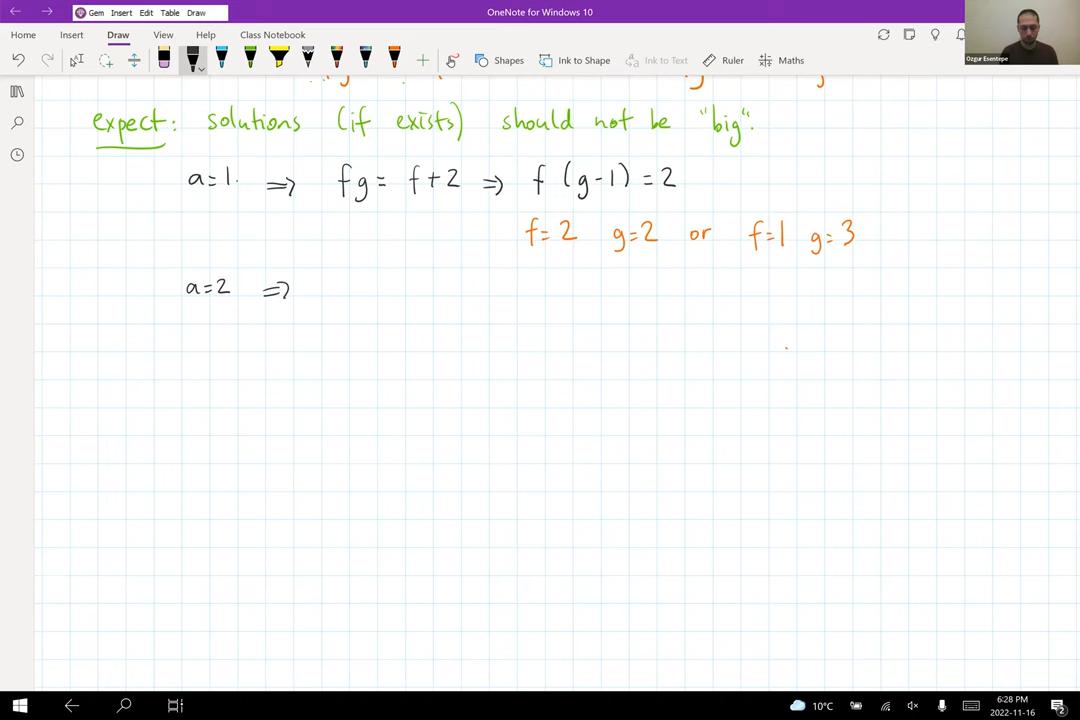 Gem Insert Edit Table Draw
OneNote for Windows 10
Home Insert Draw View Help Class Notebook
Shapes Ink to Shape Ink to Text Ruler Maths
Ozgur Esentepe
expect: solutions (if exists) should not be "big".
a=1. ⇒ fg = f+2 ⇒ f (g-1) = 2
f=2 g=2 or f=1 g=3
a=2 ⇒
10°C
6:28 PM
2022-11-16
2